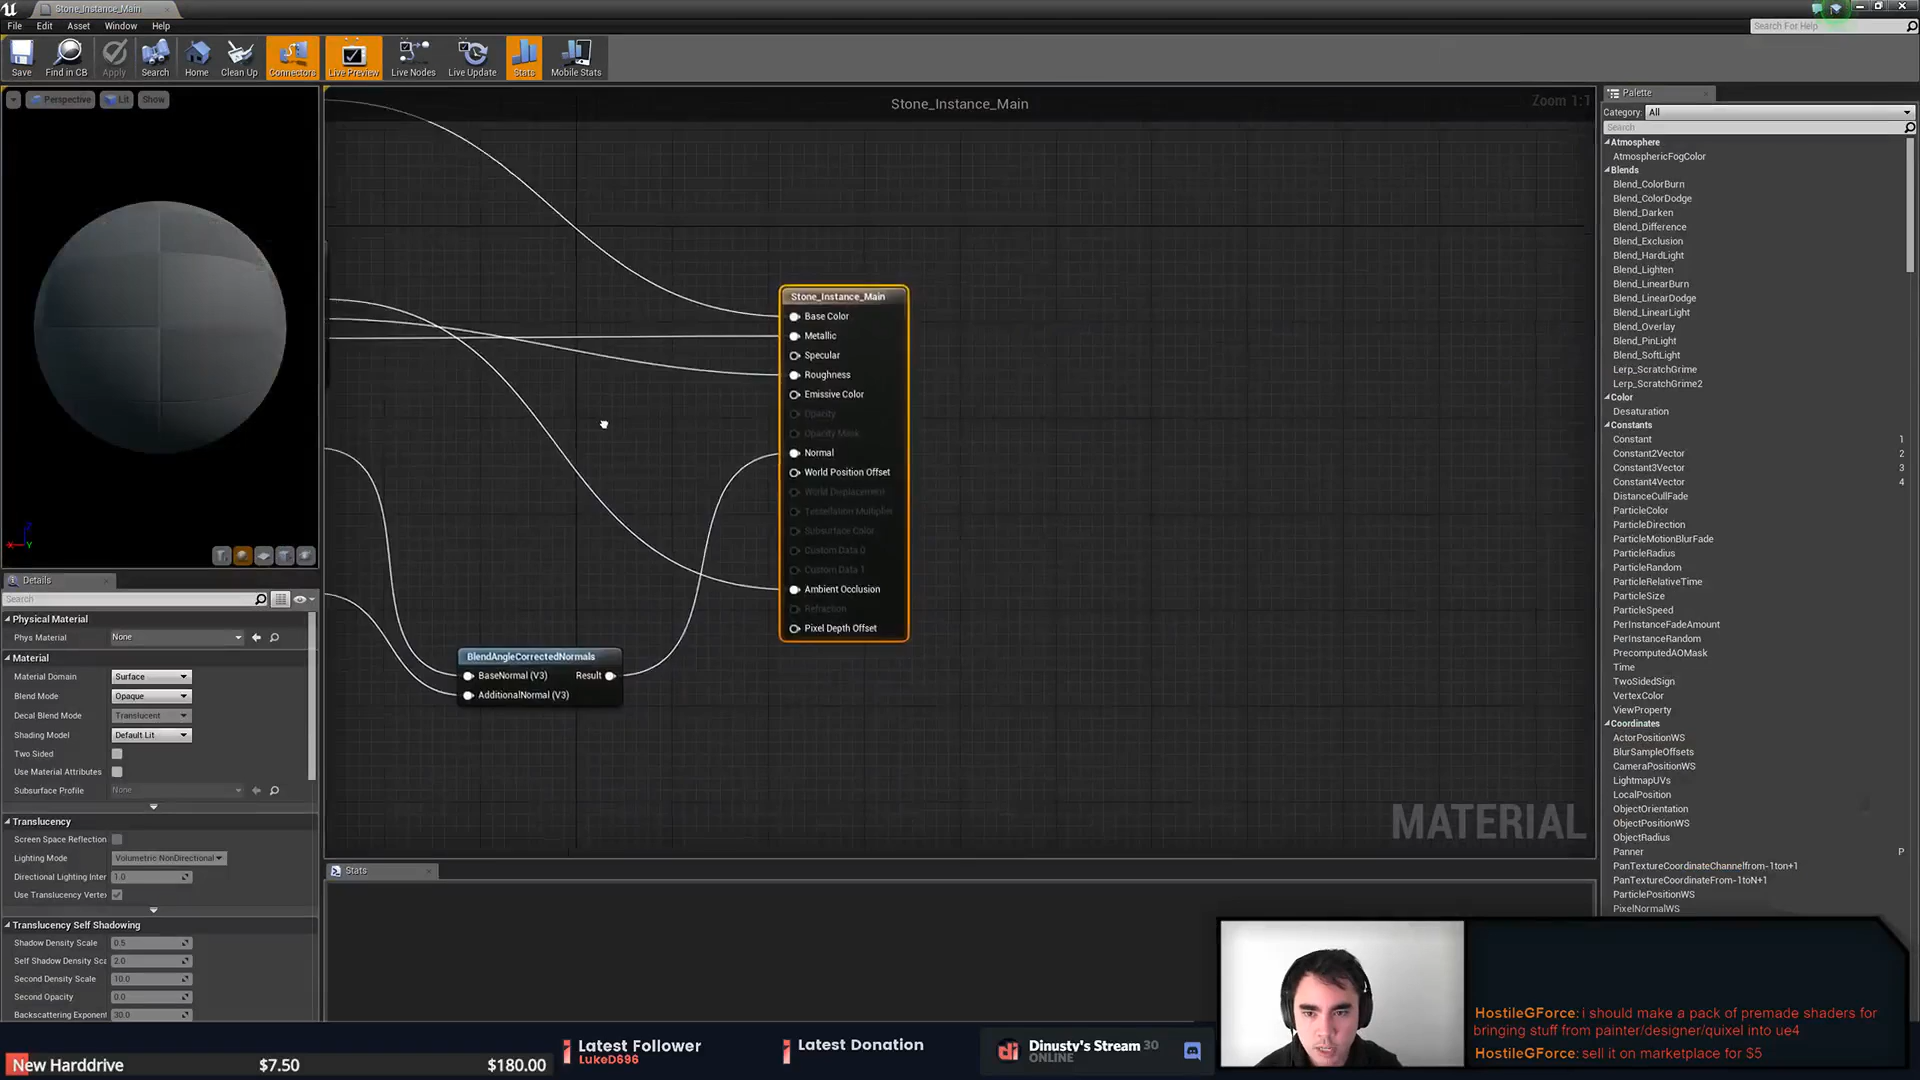 Stone_Instance_Main
File Edit Asset Window Help
Search For Help
Save Find in CB Apply Search Home Clean Up Connectors Live Preview Live Nodes Live Update Stats Mobile Stats
Perspective Lit Show
Stone_Instance_Main
Zoom 1:1
Stone_Instance_Main
Base Color
Metallic
Specular
Roughness
Emissive Color
Opacity
Opacity Mask
Normal
World Position Offset
World Displacement
Tessellation Multiplier
Subsurface Color
Custom Data 0
Custom Data 1
Ambient Occlusion
Refraction
Pixel Depth Offset
BlendAngleCorrectedNormals
BaseNormal (V3) Result
AdditionalNormal (V3)
MATERIAL
Details
Search
Physical Material
Phys Material None
Material
Material Domain Surface
Blend Mode Opaque
Decal Blend Mode Translucent
Shading Model Default Lit
Two Sided
Use Material Attributes
Subsurface Profile None
Translucency
Screen Space Reflection
Lighting Mode Volumetric NonDirectional
Directional Lighting Inter 1.0
Use Translucency Vertex
Translucency Self Shadowing
Shadow Density Scale 0.5
Self Shadow Density Sca 2.0
Second Density Scale 10.0
Second Opacity 0.0
Backscattering Exponent 30.0
Stats
Palette
Category: All
Search
Atmosphere
AtmosphericFogColor
Blends
Blend_ColorBurn
Blend_ColorDodge
Blend_Darken
Blend_Difference
Blend_Exclusion
Blend_HardLight
Blend_Lighten
Blend_LinearBurn
Blend_LinearDodge
Blend_LinearLight
Blend_Overlay
Blend_PinLight
Blend_SoftLight
Lerp_ScratchGrime
Lerp_ScratchGrime2
Color
Desaturation
Constants
Constant 1
Constant2Vector 2
Constant3Vector 3
Constant4Vector 4
DistanceCullFade
ParticleColor
ParticleDirection
ParticleMotionBlurFade
ParticleRadius
ParticleRandom
ParticleRelativeTime
ParticleSize
ParticleSpeed
PerInstanceFadeAmount
PerInstanceRandom
PrecomputedAOMask
Time
TwoSidedSign
VertexColor
ViewProperty
Coordinates
ActorPositionWS
BlurSampleOffsets
CameraPositionWS
LightmapUVs
LocalPosition
ObjectOrientation
ObjectPositionWS
ObjectRadius
Panner P
PanTextureCoordinateChannelfrom-1ton+1
PanTextureCoordinateFrom-1toN+1
ParticlePositionWS
PixelNormalWS
HostileGForce: i should make a pack of premade shaders for
bringing stuff from painter/designer/quixel into ue4
HostileGForce: sell it on marketplace for $5
New Harddrive $7.50 $180.00
Latest Follower
LukeD696
Latest Donation
Dinusty's Stream 30
ONLINE